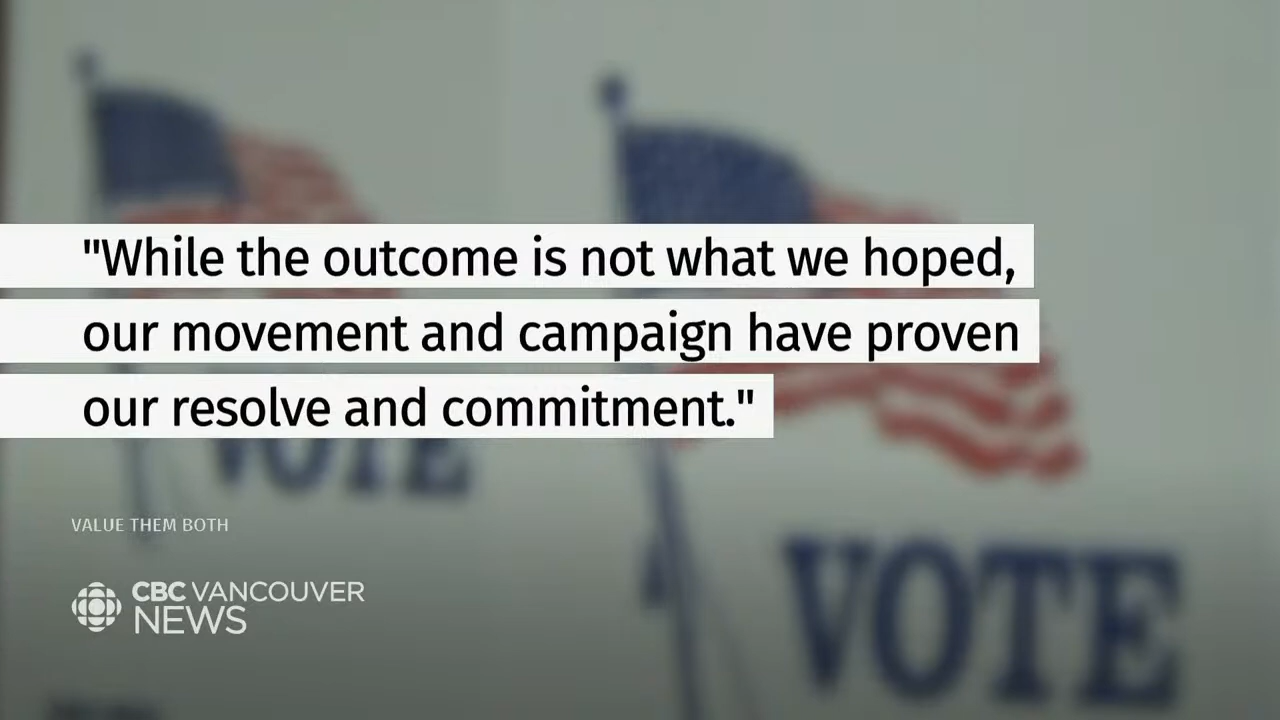 "While the outcome is not what we hoped,
our movement and campaign have proven
our resolve and commitment."
VOTE
VALUE THEM BOTH
VOTE
CBC VANCOUVER
NEWS